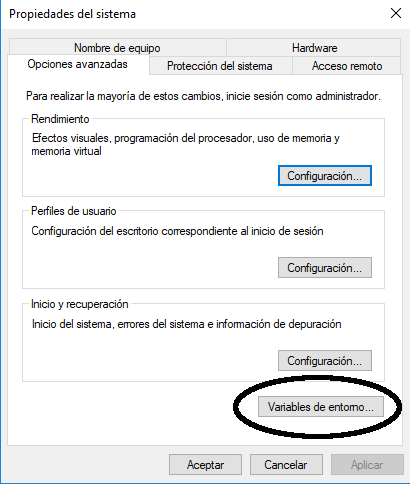 Propiedades del sistema
Nombre de equipo
Hardware
Opciones avanzadas
Protección del sistema
Acceso remoto
Para realizar la mayoría de estos cambios, inicie sesión como administrador.
Rendimiento
Efectos visuales, programación del procesador, uso de memoria y
memoria virtual
Configuración...
Perfiles de usuario
Configuración del escritorio correspondiente al inicio de sesión
Configuración...
Inicio y recuperación
Inicio del sistema, errores del sistema e información de depuración
Configuración...
Variables de entorno...
Aceptar
Cancelar
Aplicar